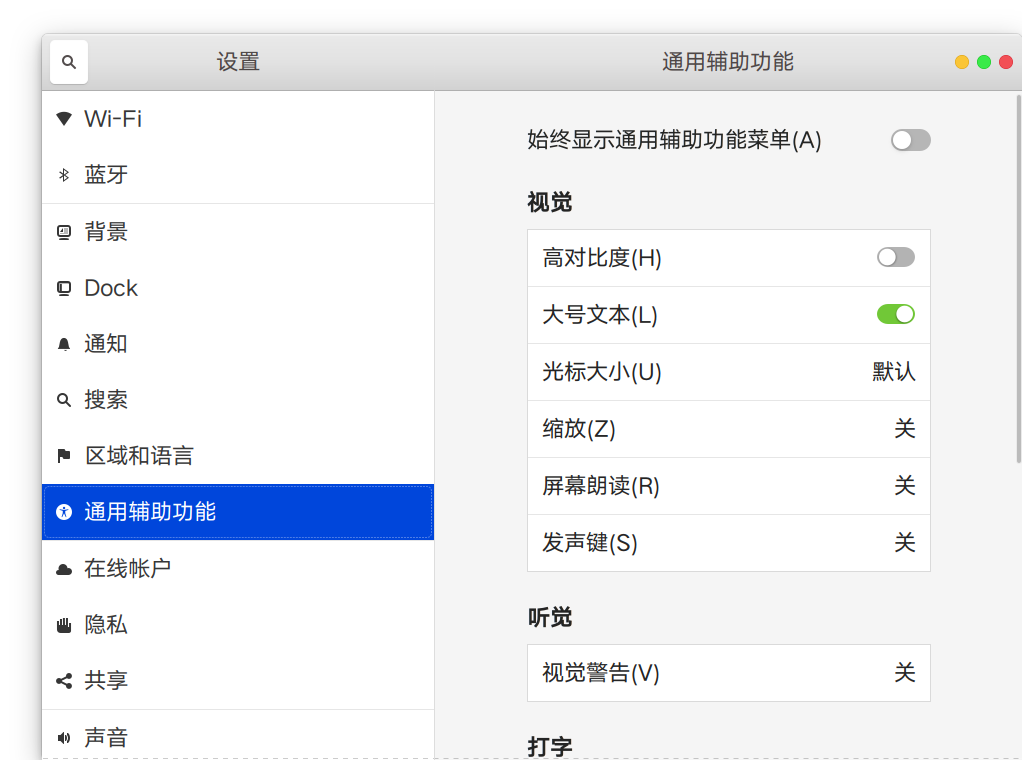 设置
通用辅助功能
Wi-Fi
蓝牙
背景
Dock
通知
搜索
区域和语言
通用辅助功能
在线帐户
隐私
共享
声音
始终显示通用辅助功能菜单(A)
视觉
高对比度(H)
大号文本(L)
光标大小(U) 默认
缩放(Z) 关
屏幕朗读(R) 关
发声键(S) 关
听觉
视觉警告(V) 关
打字